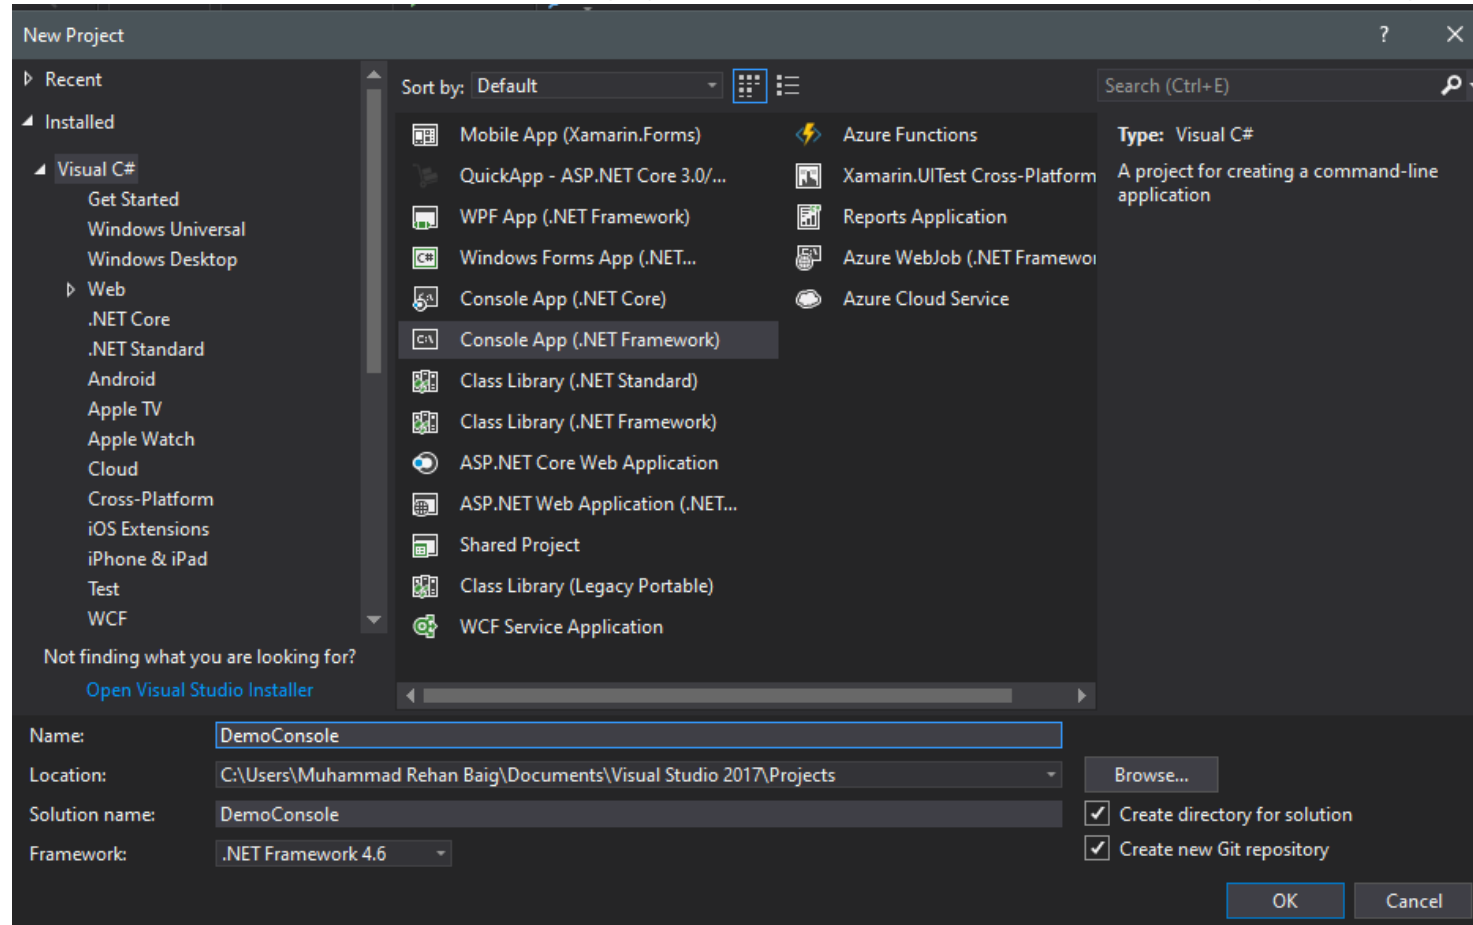 New Project
?
Recent
Installed
Visual C#
Get Started
Windows Universal
Windows Desktop
Web
.NET Core
.NET Standard
Android
Apple TV
Apple Watch
Cloud
Cross-Platform
iOS Extensions
iPhone & iPad
Test
WCF
Not finding what you are looking for?
Open Visual Studio Installer
Sort by: Default
Mobile App (Xamarin.Forms)
QuickApp - ASP.NET Core 3.0/...
WPF App (.NET Framework)
Windows Forms App (.NET...
Console App (.NET Core)
Console App (.NET Framework)
Class Library (.NET Standard)
Class Library (.NET Framework)
ASP.NET Core Web Application
ASP.NET Web Application (.NET...
Shared Project
Class Library (Legacy Portable)
WCF Service Application
Azure Functions
Xamarin.UITest Cross-Platform
Reports Application
Azure WebJob (.NET Framewor
Azure Cloud Service
Search (Ctrl+E)
Type: Visual C#
A project for creating a command-line
application
Name: DemoConsole
Location: C:\Users\Muhammad Rehan Baig\Documents\Visual Studio 2017\Projects
Browse...
Solution name: DemoConsole
Create directory for solution
Framework: .NET Framework 4.6
Create new Git repository
OK
Cancel